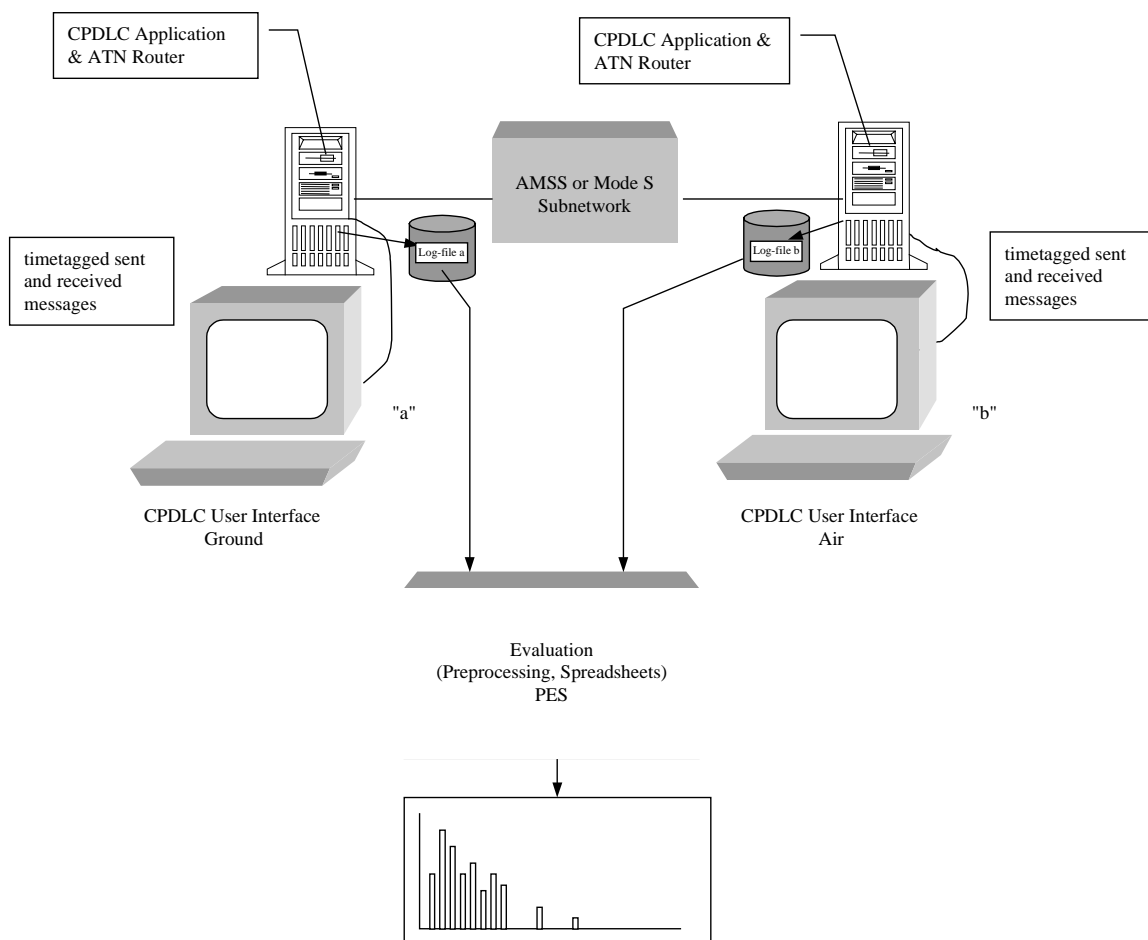 CPDLC Application
& ATN Router
CPDLC Application &
ATN Router
AMSS or Mode S
Subnetwork
timetagged sent
and received
messages
Log-file a
Log-file b
timetagged sent
and received
messages
"a"
"b"
CPDLC User Interface
Ground
CPDLC User Interface
Air
Evaluation
(Preprocessing, Spreadsheets)
PES